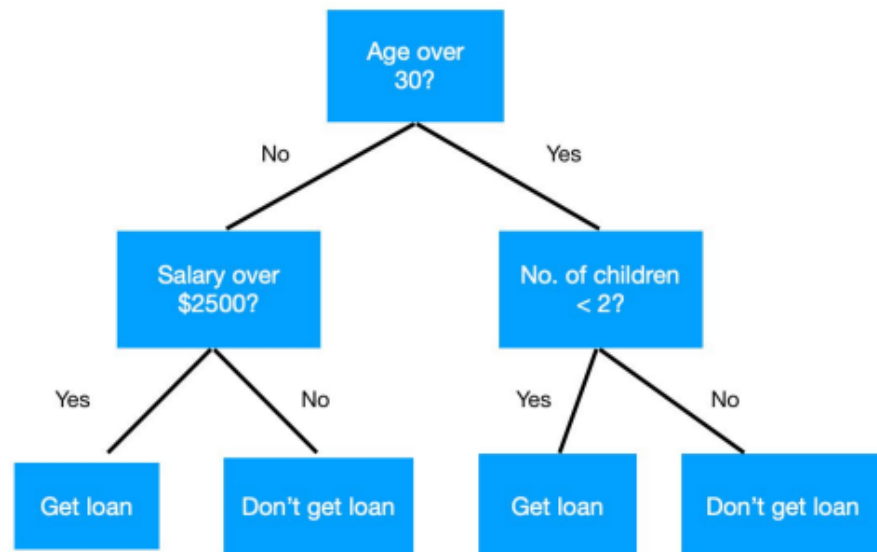 Age over
30?
No
Yes
Salary over
$2500?
No. of children
< 2?
Yes
No
Yes
No
Get loan
Don’t get loan
Get loan
Don’t get loan